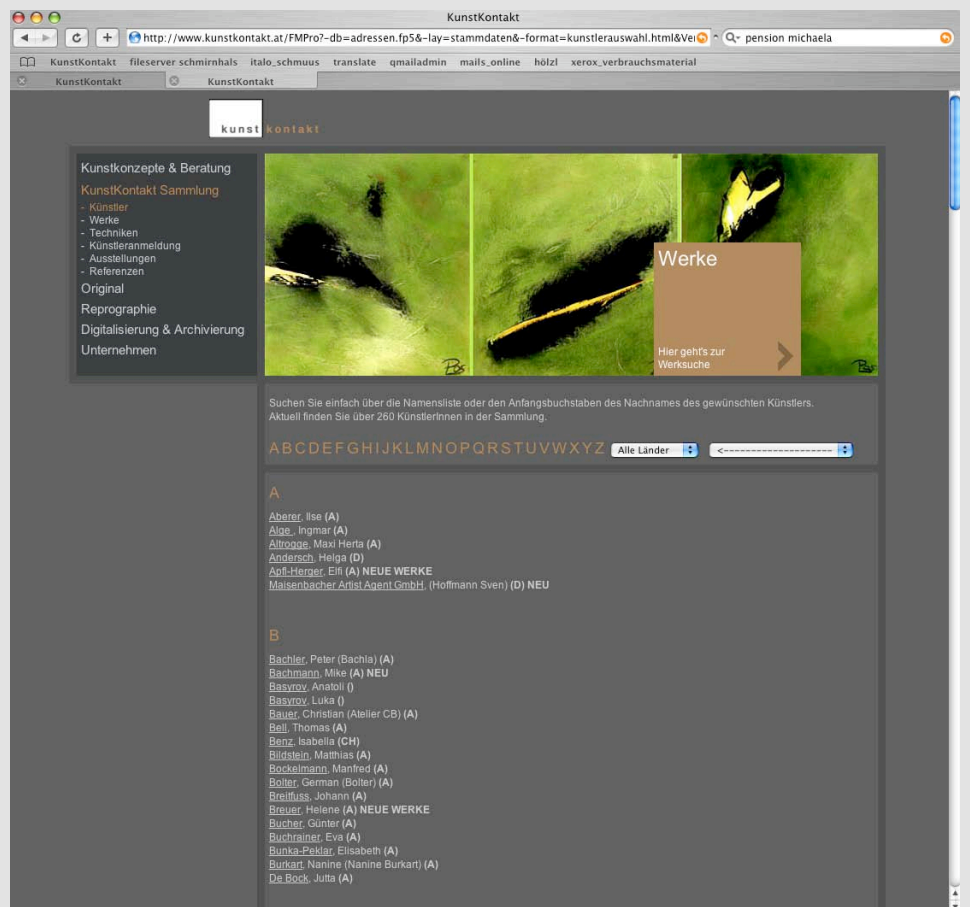 KunstKontakt
http://www.kunstkontakt.at/FMPro?-db=adressen.fp5&-lay=stammdaten&-format=kunstlerauswahl.html&Ver
pension michaela
KunstKontakt fileserver schmirnhals italo_schmuus translate qmailadmin mails_online hölzl xerox_verbrauchsmaterial
KunstKontakt KunstKontakt
kunst kontakt
Kunstkonzepte & Beratung
KunstKontakt Sammlung
- Künstler
- Werke
- Techniken
- Künstleranmeldung
- Ausstellungen
- Referenzen
Original
Reprographie
Digitalisierung & Archivierung
Unternehmen
Werke
Hier geht's zur
Werksuche
Suchen Sie einfach über die Namensliste oder den Anfangsbuchstaben des Nachnames des gewünschten Künstlers.
Aktuell finden Sie über 260 KünstlerInnen in der Sammlung.
A B C D E F G H I J K L M N O P Q R S T U V W X Y Z Alle Länder <--------------------
A
Aberer, Ilse (A)
Alge , Ingmar (A)
Altrogge, Maxi Herta (A)
Andersch, Helga (D)
Apfl-Herger, Elfi (A) NEUE WERKE
Maisenbacher Artist Agent GmbH, (Hoffmann Sven) (D) NEU
B
Bachler, Peter (Bachla) (A)
Bachmann, Mike (A) NEU
Basyrov, Anatoli ()
Basyrov, Luka ()
Bauer, Christian (Atelier CB) (A)
Bell, Thomas (A)
Benz, Isabella (CH)
Bildstein, Matthias (A)
Bockelmann, Manfred (A)
Bolter, German (Bolter) (A)
Breitfuss, Johann (A)
Breuer, Helene (A) NEUE WERKE
Bucher, Günter (A)
Buchrainer, Eva (A)
Bunka-Peklar, Elisabeth (A)
Burkart, Nanine (Nanine Burkart) (A)
De Bock, Jutta (A)